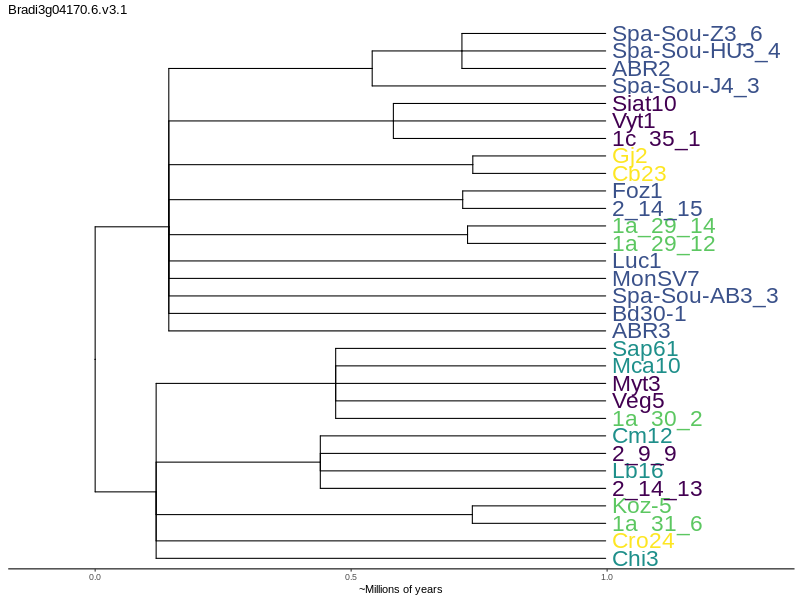 Bradi3g04170.6.v3.1
Spa-Sou-Z3_6
Spa-Sou-HU3_4
ABR2
Spa-Sou-J4_3
Siat10
Vyt1
1c_35_1
Gj2
Cb23
Foz1
2_14_15
1a_29_14
1a_29_12
Luc1
MonSV7
Spa-Sou-AB3_3
Bd30-1
ABR3
Sap61
Mca10
Myt3
Veg5
1a_30_2
Cm12
2_9_9
Lb16
2_14_13
Koz-5
1a_31_6
Cro24
Chi3
0.0 0.5 1.0
~Millions of years